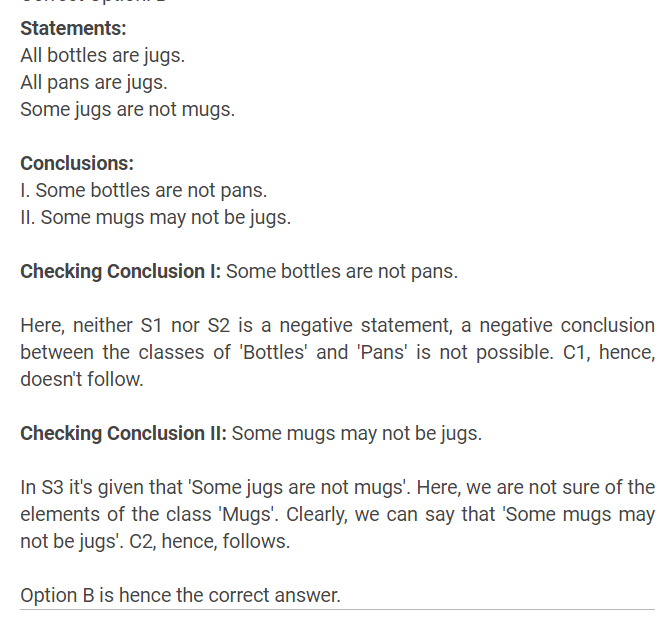 Statements:
All bottles are jugs.
All pans are jugs.
Some jugs are not mugs.
Conclusions:
I. Some bottles are not pans.
II. Some mugs may not be jugs.
Checking Conclusion I: Some bottles are not pans.
Here, neither S1 nor S2 is a negative statement, a negative conclusion
between the classes of 'Bottles' and 'Pans' is not possible. C1, hence,
doesn't follow.
Checking Conclusion II: Some mugs may not be jugs.
In S3 it's given that 'Some jugs are not mugs'. Here, we are not sure of the
elements of the class 'Mugs'. Clearly, we can say that 'Some mugs may
not be jugs'. C2, hence, follows.
Option B is hence the correct answer.